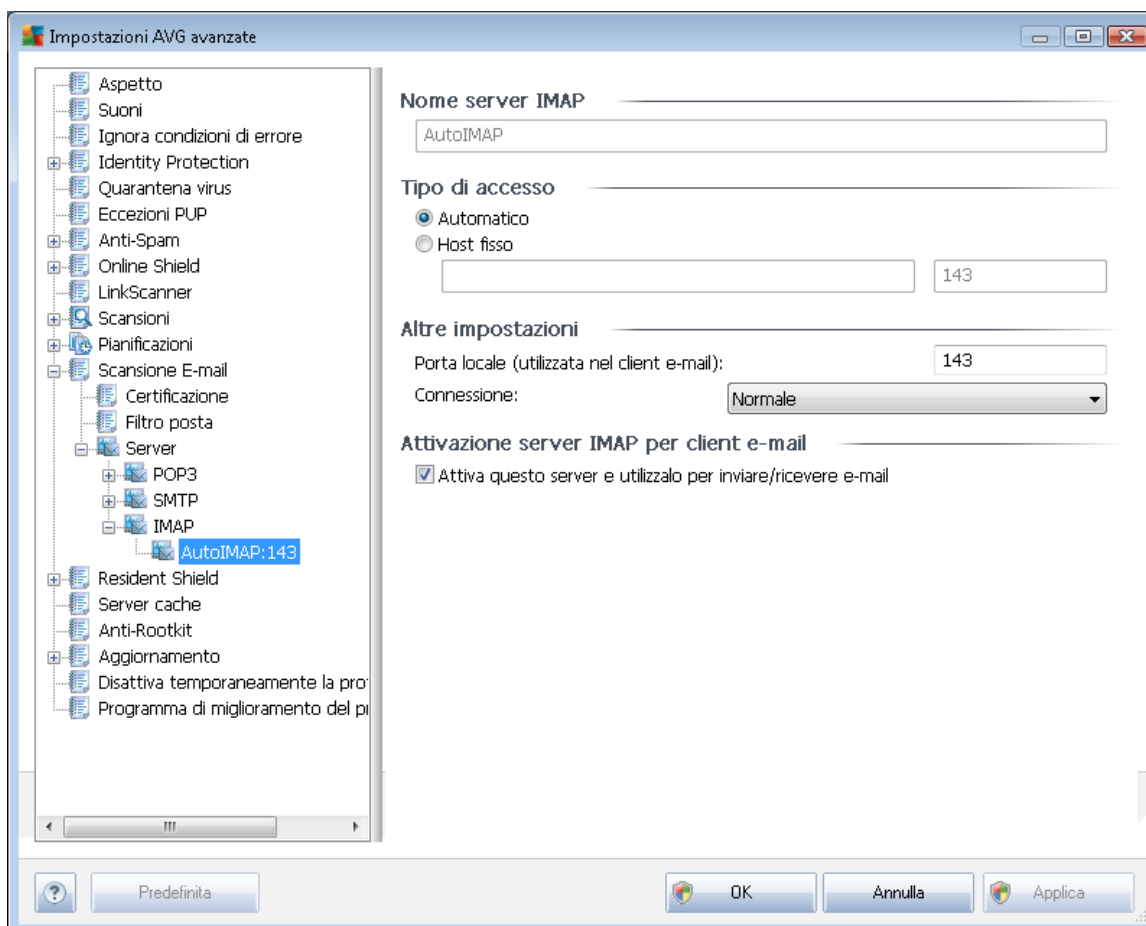 Impostazioni AVG avanzate
Aspetto
Suoni
Ignora condizioni di errore
Identity Protection
Quarantena virus
Eccezioni PUP
Anti-Spam
Online Shield
LinkScanner
Scansioni
Pianificazioni
Scansione E-mail
Certificazione
Filtro posta
Server
POP3
SMTP
IMAP
AutoIMAP:143
Resident Shield
Server cache
Anti-Rootkit
Aggiornamento
Disattiva temporaneamente la pro
Programma di miglioramento del p
Nome server IMAP
AutoIMAP
Tipo di accesso
Automatico
Host fisso
143
Altre impostazioni
Porta locale (utilizzata nel client e-mail): 143
Connessione: Normale
Attivazione server IMAP per client e-mail
Attiva questo server e utilizzalo per inviare/ricevere e-mail
? Predefinita OK Annulla Applica